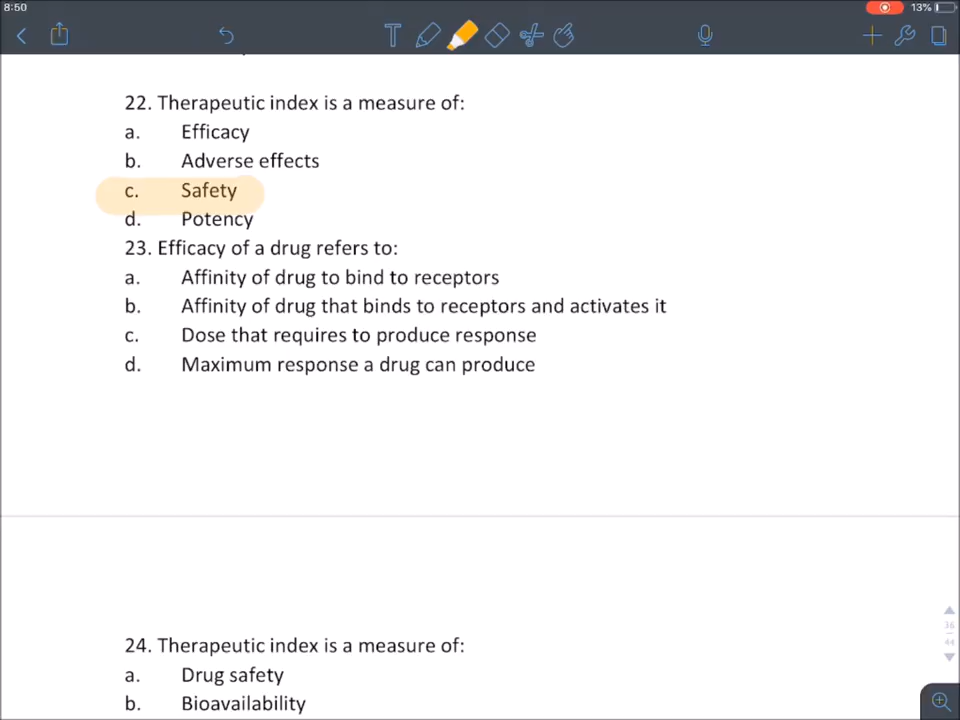 8:50
13%
T
22. Therapeutic index is a measure of:
a. Efficacy
b. Adverse effects
c. Safety
d. Potency
23. Efficacy of a drug refers to:
a. Affinity of drug to bind to receptors
b. Affinity of drug that binds to receptors and activates it
c. Dose that requires to produce response
d. Maximum response a drug can produce
36
44
24. Therapeutic index is a measure of:
a. Drug safety
b. Bioavailability